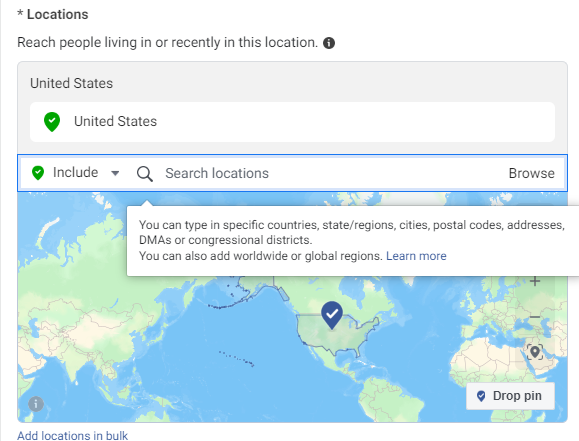 * Locations
Reach people living in or recently in this location.
United States
United States
Include
Search locations
Browse
You can type in specific countries, state/regions, cities, postal codes, addresses,
DMAs or congressional districts.
You can also add worldwide or global regions. Learn more
Drop pin
Add locations in bulk